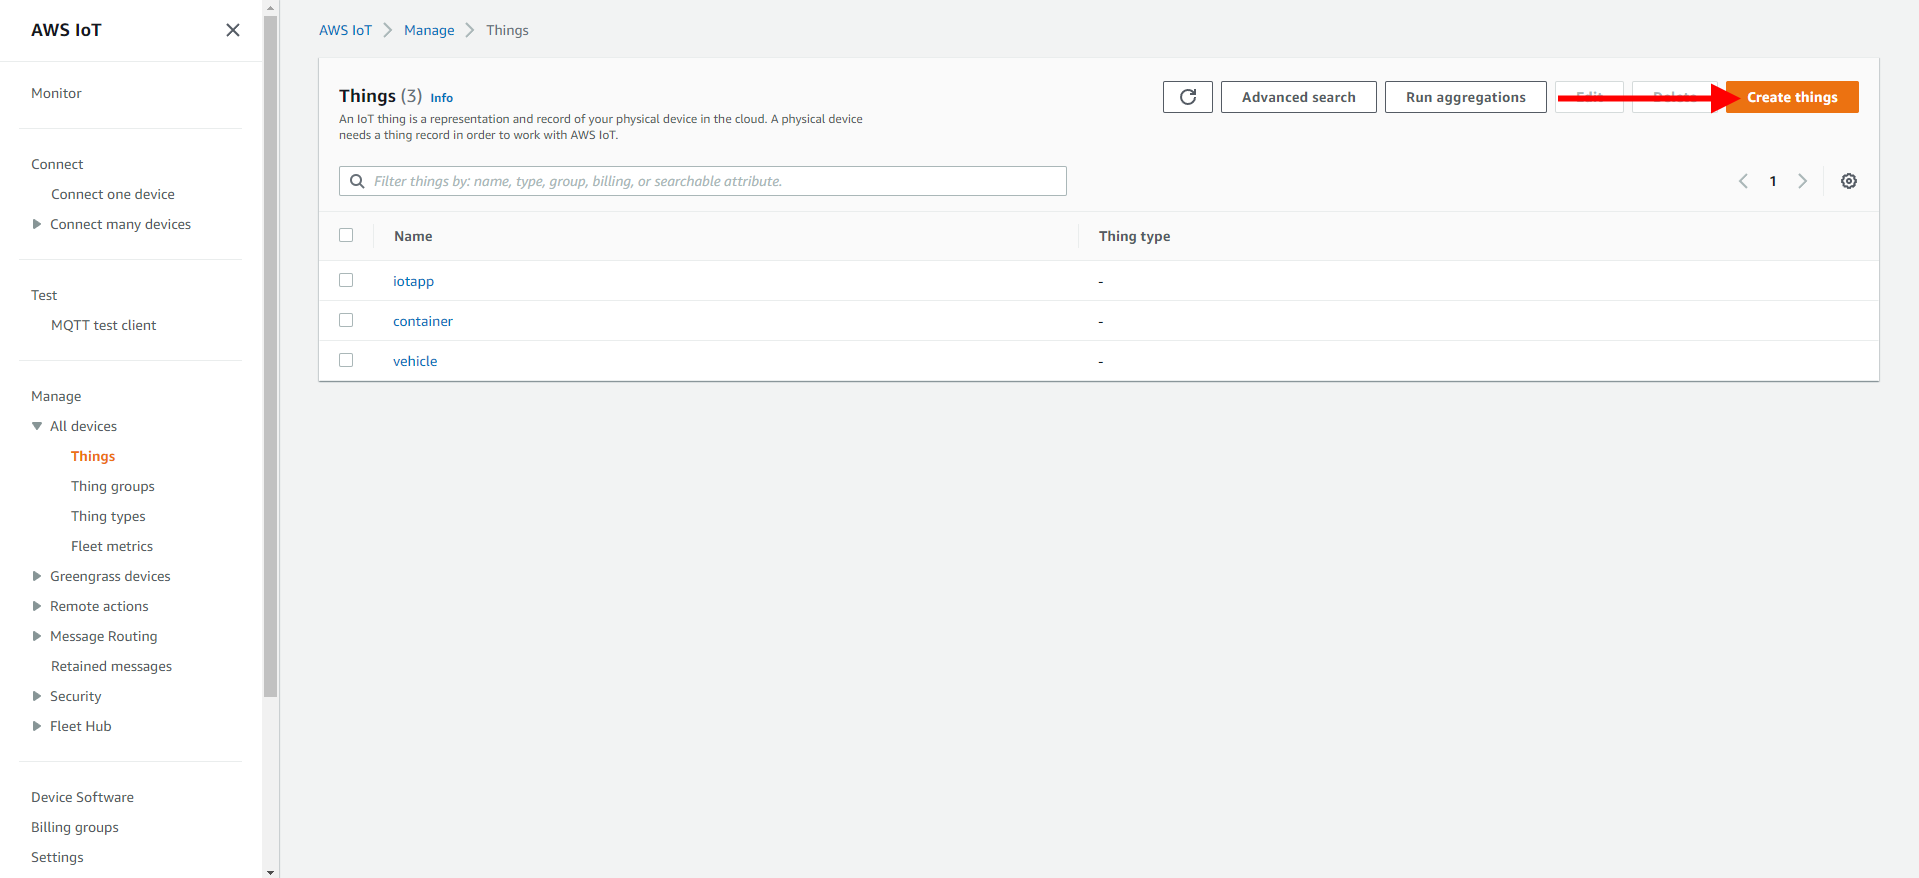 AWS IoT
Monitor
Connect
Connect one device
Connect many devices
Test
MQTT test client
Manage
All devices
Things
Thing groups
Thing types
Fleet metrics
Greengrass devices
Remote actions
Message Routing
Retained messages
Security
Fleet Hub
Device Software
Billing groups
Settings
AWS IoT Manage Things
Things (3) Info
An IoT thing is a representation and record of your physical device in the cloud. A physical device
needs a thing record in order to work with AWS IoT.
Advanced search Run aggregations Edit Delete Create things
Filter things by: name, type, group, billing, or searchable attribute.
1
Name Thing type
iotapp -
container -
vehicle -